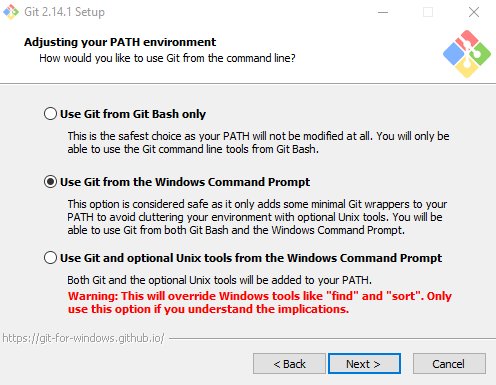 Git 2.14.1 Setup
Adjusting your PATH environment
How would you like to use Git from the command line?
Use Git from Git Bash only
This is the safest choice as your PATH will not be modified at all. You will only be
able to use the Git command line tools from Git Bash.
Use Git from the Windows Command Prompt
This option is considered safe as it only adds some minimal Git wrappers to your
PATH to avoid cluttering your environment with optional Unix tools. You will be
able to use Git from both Git Bash and the Windows Command Prompt.
Use Git and optional Unix tools from the Windows Command Prompt
Both Git and the optional Unix tools will be added to your PATH.
Warning: This will override Windows tools like "find" and "sort". Only
use this option if you understand the implications.
https://git-for-windows.github.io/
< Back
Next >
Cancel